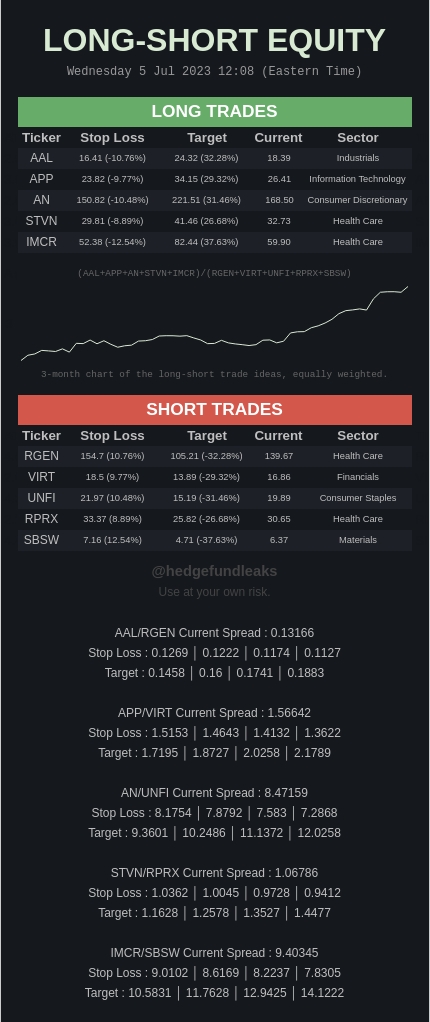 LONG-SHORT EQUITY
Wednesday 5 Jul 2023 12:08 (Eastern Time)
LONG TRADES
Ticker Stop Loss Target Current Sector
AAL 16.41 (-10.76%) 24.32 (32.28%) 18.39 Industrials
APP 23.82 (-9.77%) 34.15 (29.32%) 26.41 Information Technology
AN 150.82 (-10.48%) 221.51 (31.46%) 168.50 Consumer Discretionary
STVN 29.81 (-8.89%) 41.46 (26.68%) 32.73 Health Care
IMCR 52.38 (-12.54%) 82.44 (37.63%) 59.90 Health Care
(AAL+APP+AN+STVN+IMCR)/(RGEN+VIRT+UNFI+RPRX+SBSW)
3-month chart of the long-short trade ideas, equally weighted.
SHORT TRADES
Ticker Stop Loss Target Current Sector
RGEN 154.7 (10.76%) 105.21 (-32.28%) 139.67 Health Care
VIRT 18.5 (9.77%) 13.89 (-29.32%) 16.86 Financials
UNFI 21.97 (10.48%) 15.19 (-31.46%) 19.89 Consumer Staples
RPRX 33.37 (8.89%) 25.82 (-26.68%) 30.65 Health Care
SBSW 7.16 (12.54%) 4.71 (-37.63%) 6.37 Materials
@hedgefundleaks
Use at your own risk.
AAL/RGEN Current Spread : 0.13166
Stop Loss : 0.1269 │ 0.1222 │ 0.1174 │ 0.1127
Target : 0.1458 │ 0.16 │ 0.1741 │ 0.1883
APP/VIRT Current Spread : 1.56642
Stop Loss : 1.5153 │ 1.4643 │ 1.4132 │ 1.3622
Target : 1.7195 │ 1.8727 │ 2.0258 │ 2.1789
AN/UNFI Current Spread : 8.47159
Stop Loss : 8.1754 │ 7.8792 │ 7.583 │ 7.2868
Target : 9.3601 │ 10.2486 │ 11.1372 │ 12.0258
STVN/RPRX Current Spread : 1.06786
Stop Loss : 1.0362 │ 1.0045 │ 0.9728 │ 0.9412
Target : 1.1628 │ 1.2578 │ 1.3527 │ 1.4477
IMCR/SBSW Current Spread : 9.40345
Stop Loss : 9.0102 │ 8.6169 │ 8.2237 │ 7.8305
Target : 10.5831 │ 11.7628 │ 12.9425 │ 14.1222